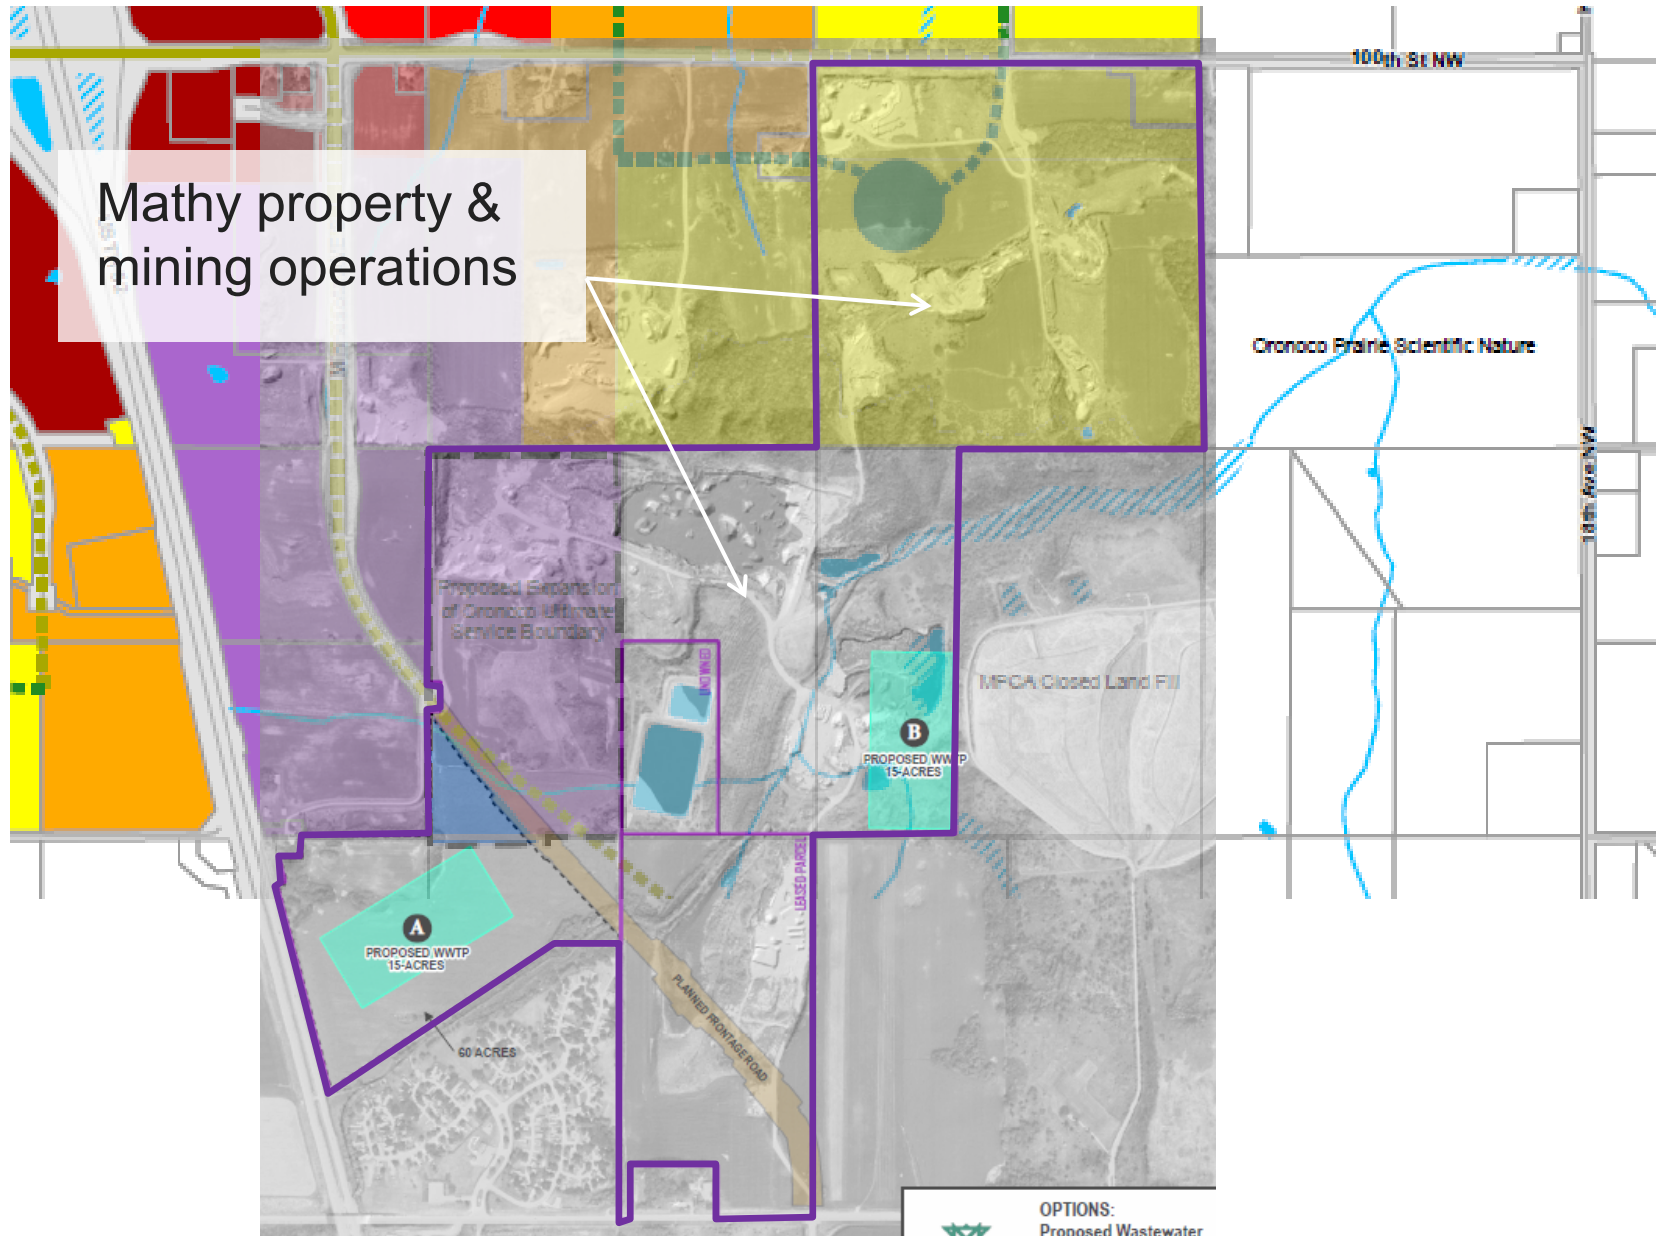 100th St NW
Mathy property &
mining operations
Oronoco Prairie Scientific Nature
18th Ave NW
Proposed Expansion
of Oronoco Ultimate
Service Boundary
UNOWNED
MPCA Closed Land Fill
B
PROPOSED WWTP
15-ACRES
LEASED PARCEL
A
PROPOSED WWTP
15-ACRES
PLANNED FRONTAGE ROAD
60 ACRES
OPTIONS:
Proposed Wastewater